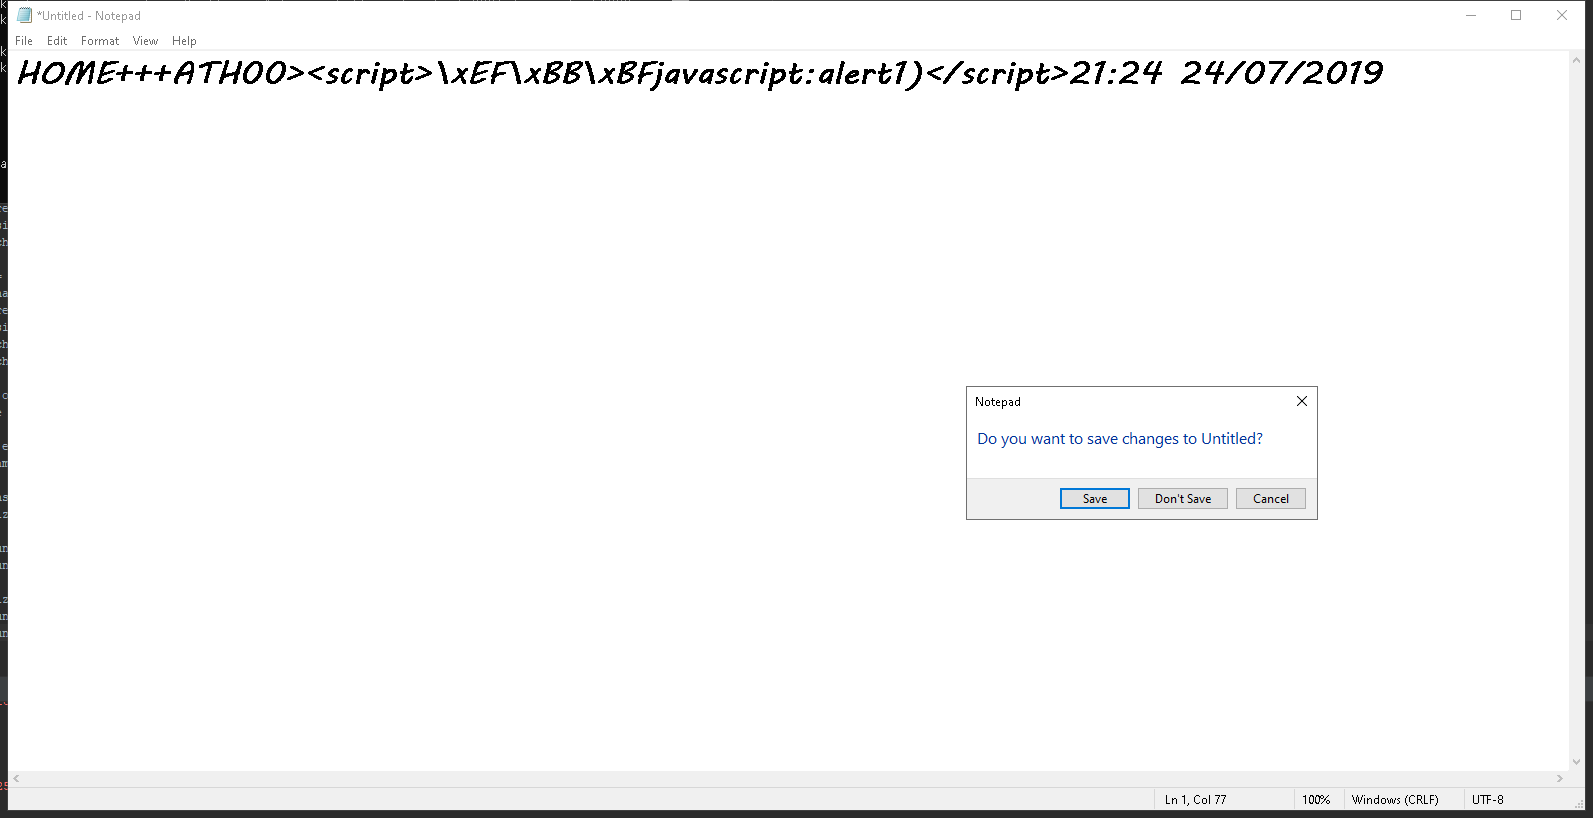 *Untitled - Notepad
File Edit Format View Help
HOME+++ATH00><script>\xEF\xBB\xBFjavascript:alert1)</script>21:24 24/07/2019
Notepad
Do you want to save changes to Untitled?
Save Don't Save Cancel
Ln 1, Col 77 100% Windows (CRLF) UTF-8